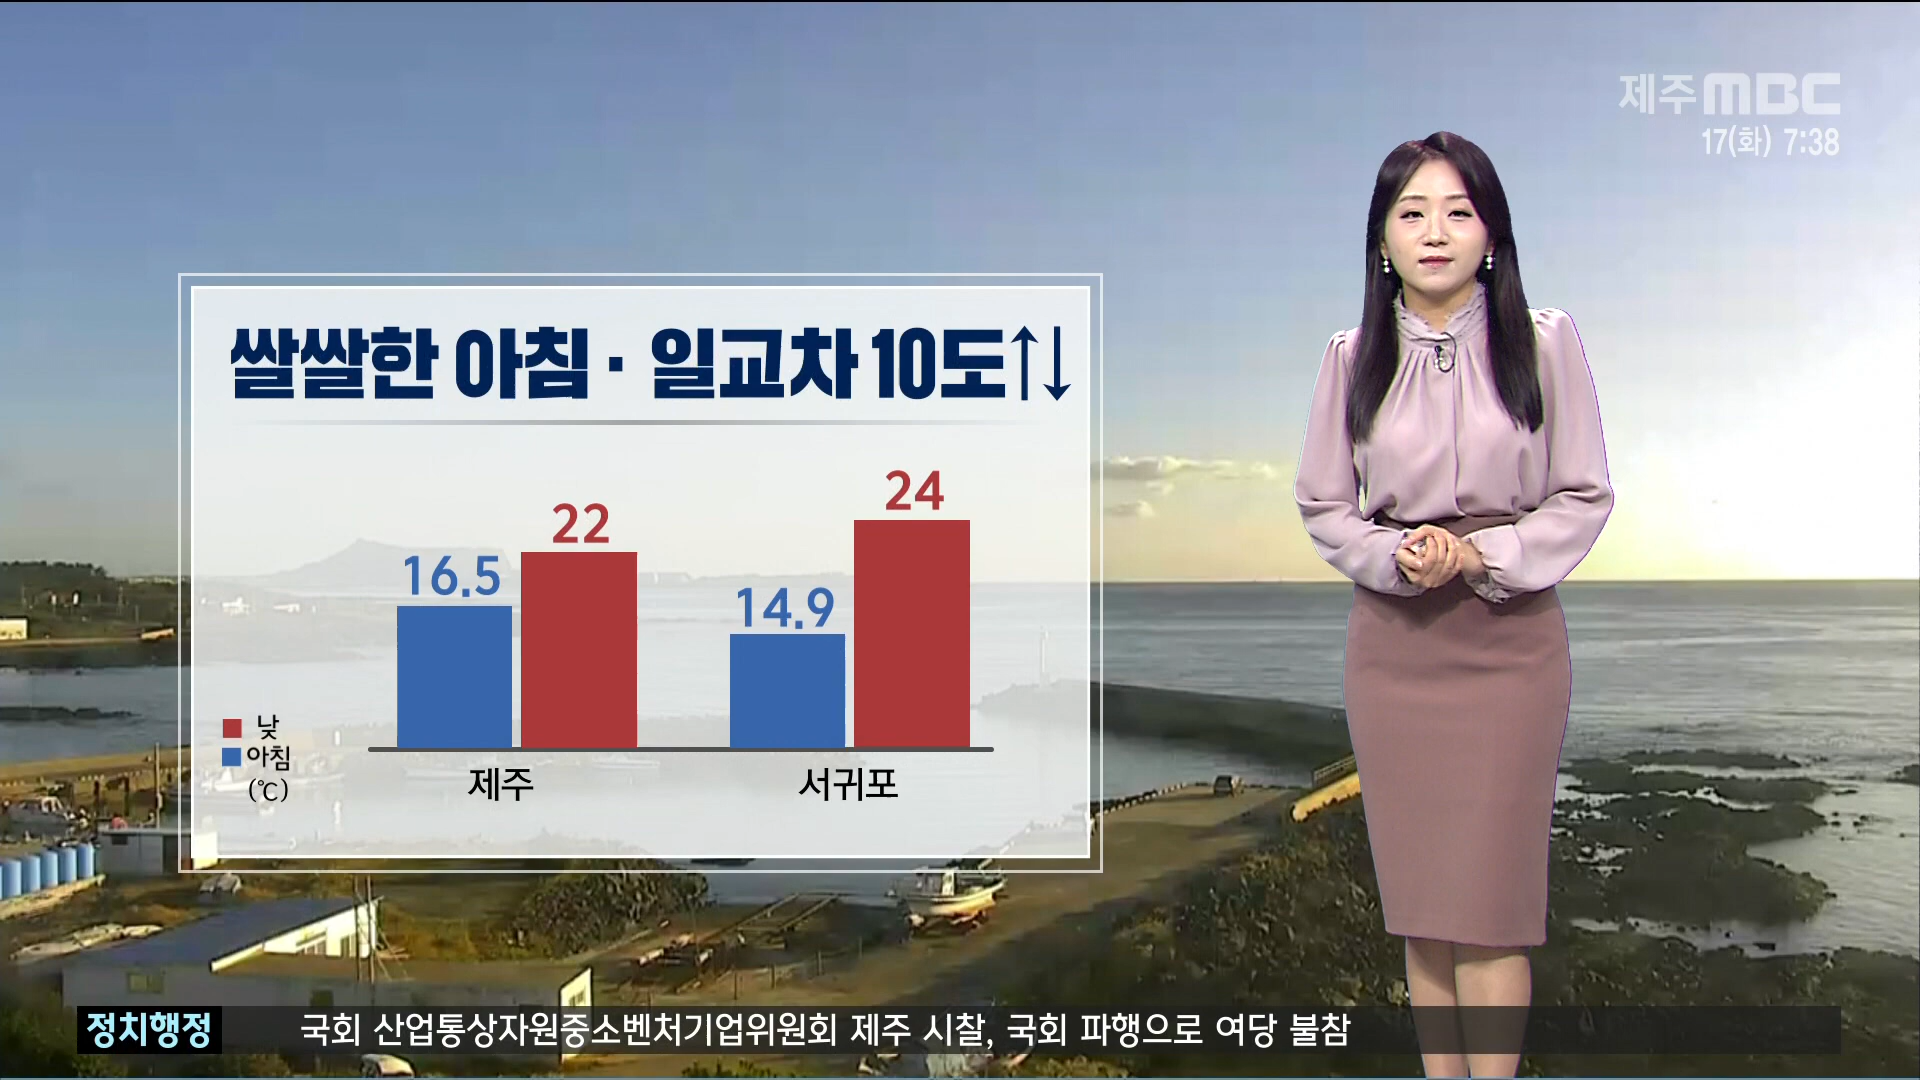 제주MBC
17(화) 7:38
쌀쌀한 아침 · 일교차 10도↑↓
16.5
22
14.9
24
낮
아침
(℃)
제주
서귀포
정치행정
국회 산업통상자원중소벤처기업위원회 제주 시찰, 국회 파행으로 여당 불참